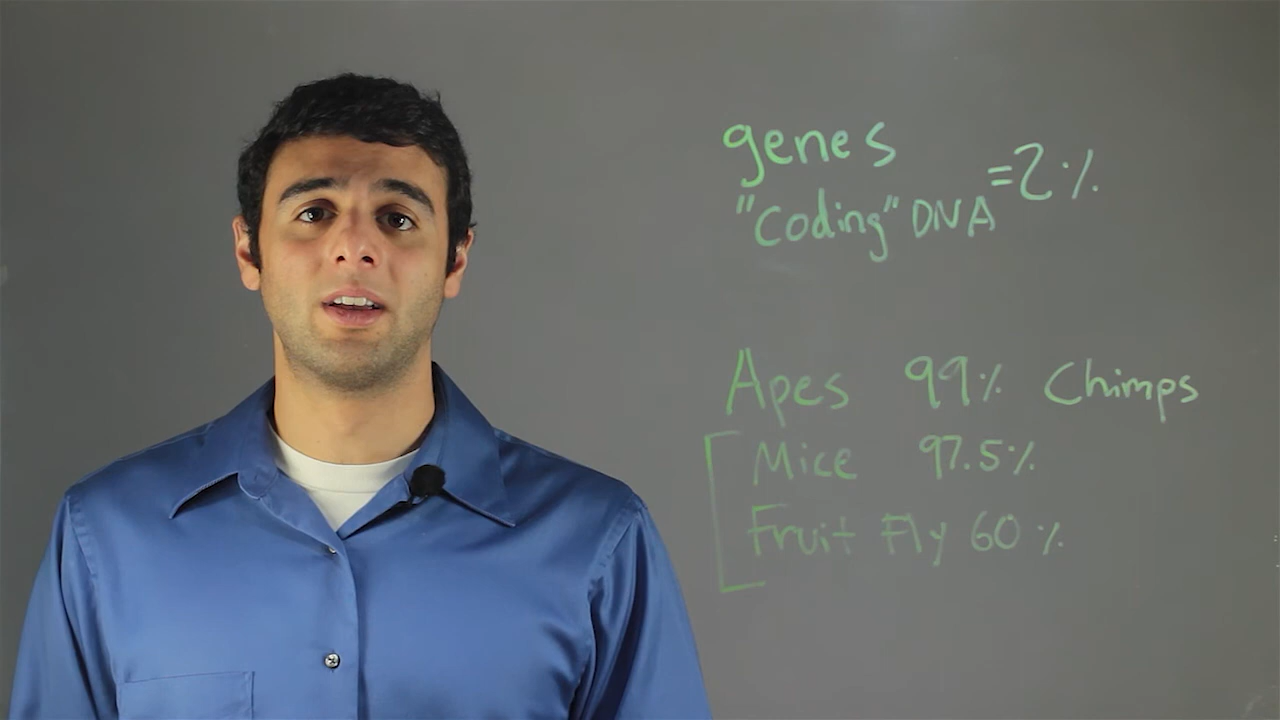 genes
"Coding" DNA = 2%
Apes 99% Chimps
Mice 97.5%
Fruit Fly 60%